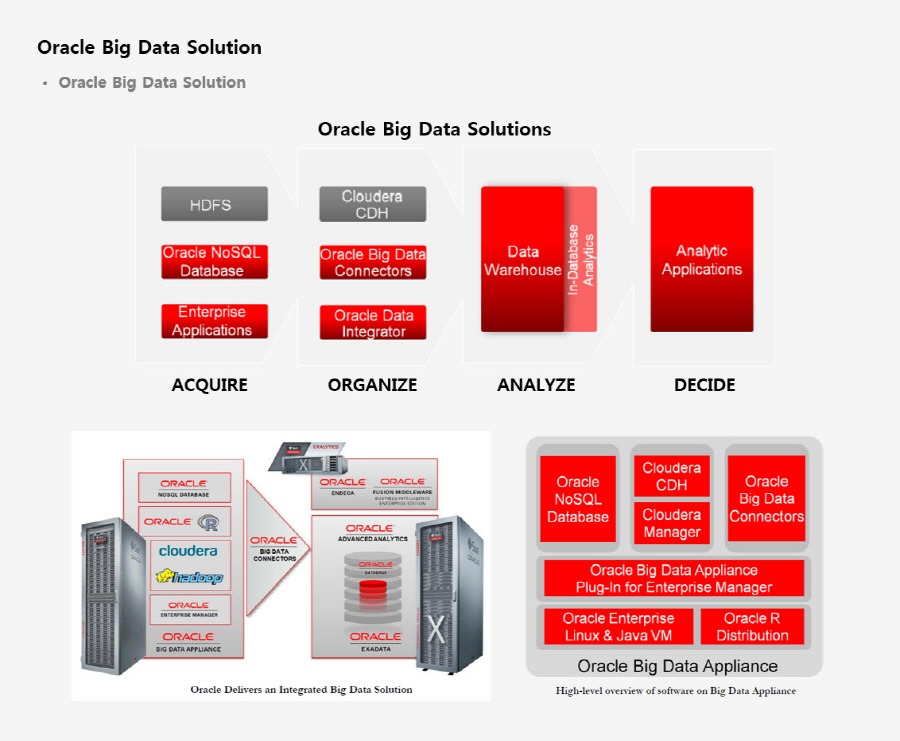 Oracle Big Data Solution
▪ Oracle Big Data Solution
Oracle Big Data Solutions
HDFS
Oracle NoSQL
Database
Enterprise
Applications
ACQUIRE
Cloudera
CDH
Oracle Big Data
Connectors
Oracle Data
Integrator
ORGANIZE
Data
Warehouse
In-Database
Analytics
ANALYZE
Analytic
Applications
DECIDE
ORACLE
NOSQL DATABASE
ORACLE R
cloudera
hadoop
ORACLE
ENTERPRISE MANAGER
ORACLE
BIG DATA APPLIANCE
ORACLE
BIG DATA
CONNECTORS
EXALYTICS
X
ORACLE
ENDECA
ORACLE
FUSION MIDDLEWARE
BUSINESS INTELLIGENCE
ENTERPRISE EDITION
ORACLE
ADVANCED ANALYTICS
ORACLE
DATABASE
ORACLE
EXADATA
X
Oracle Delivers an Integrated Big Data Solution
Oracle
NoSQL
Database
Cloudera
CDH
Cloudera
Manager
Oracle
Big Data
Connectors
Oracle Big Data Appliance
Plug-In for Enterprise Manager
Oracle Enterprise
Linux & Java VM
Oracle R
Distribution
Oracle Big Data Appliance
High-level overview of software on Big Data Appliance